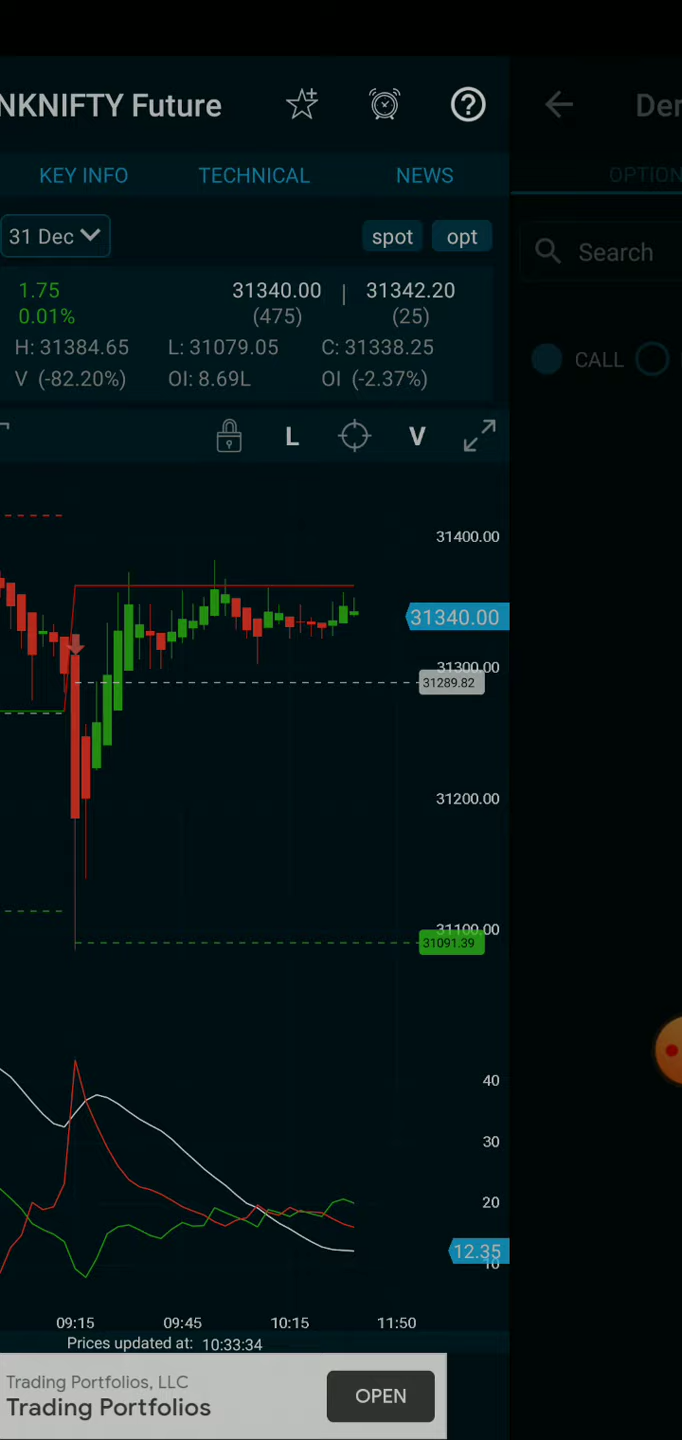 NKNIFTY Future
Der
KEY INFO TECHNICAL NEWS
OPTION
31 Dec spot opt
Search
1.75 31340.00 | 31342.20
0.01% (475) (25)
H: 31384.65 L: 31079.05 C: 31338.25
V (-82.20%) OI: 8.69L OI (-2.37%)
CALL
L V
31400.00
31340.00
31300.00
31289.82
31200.00
31100.00
31091.39
40
30
20
12.35
10
09:15 09:45 10:15 11:50
Prices updated at: 10:33:34
Trading Portfolios, LLC
Trading Portfolios
OPEN